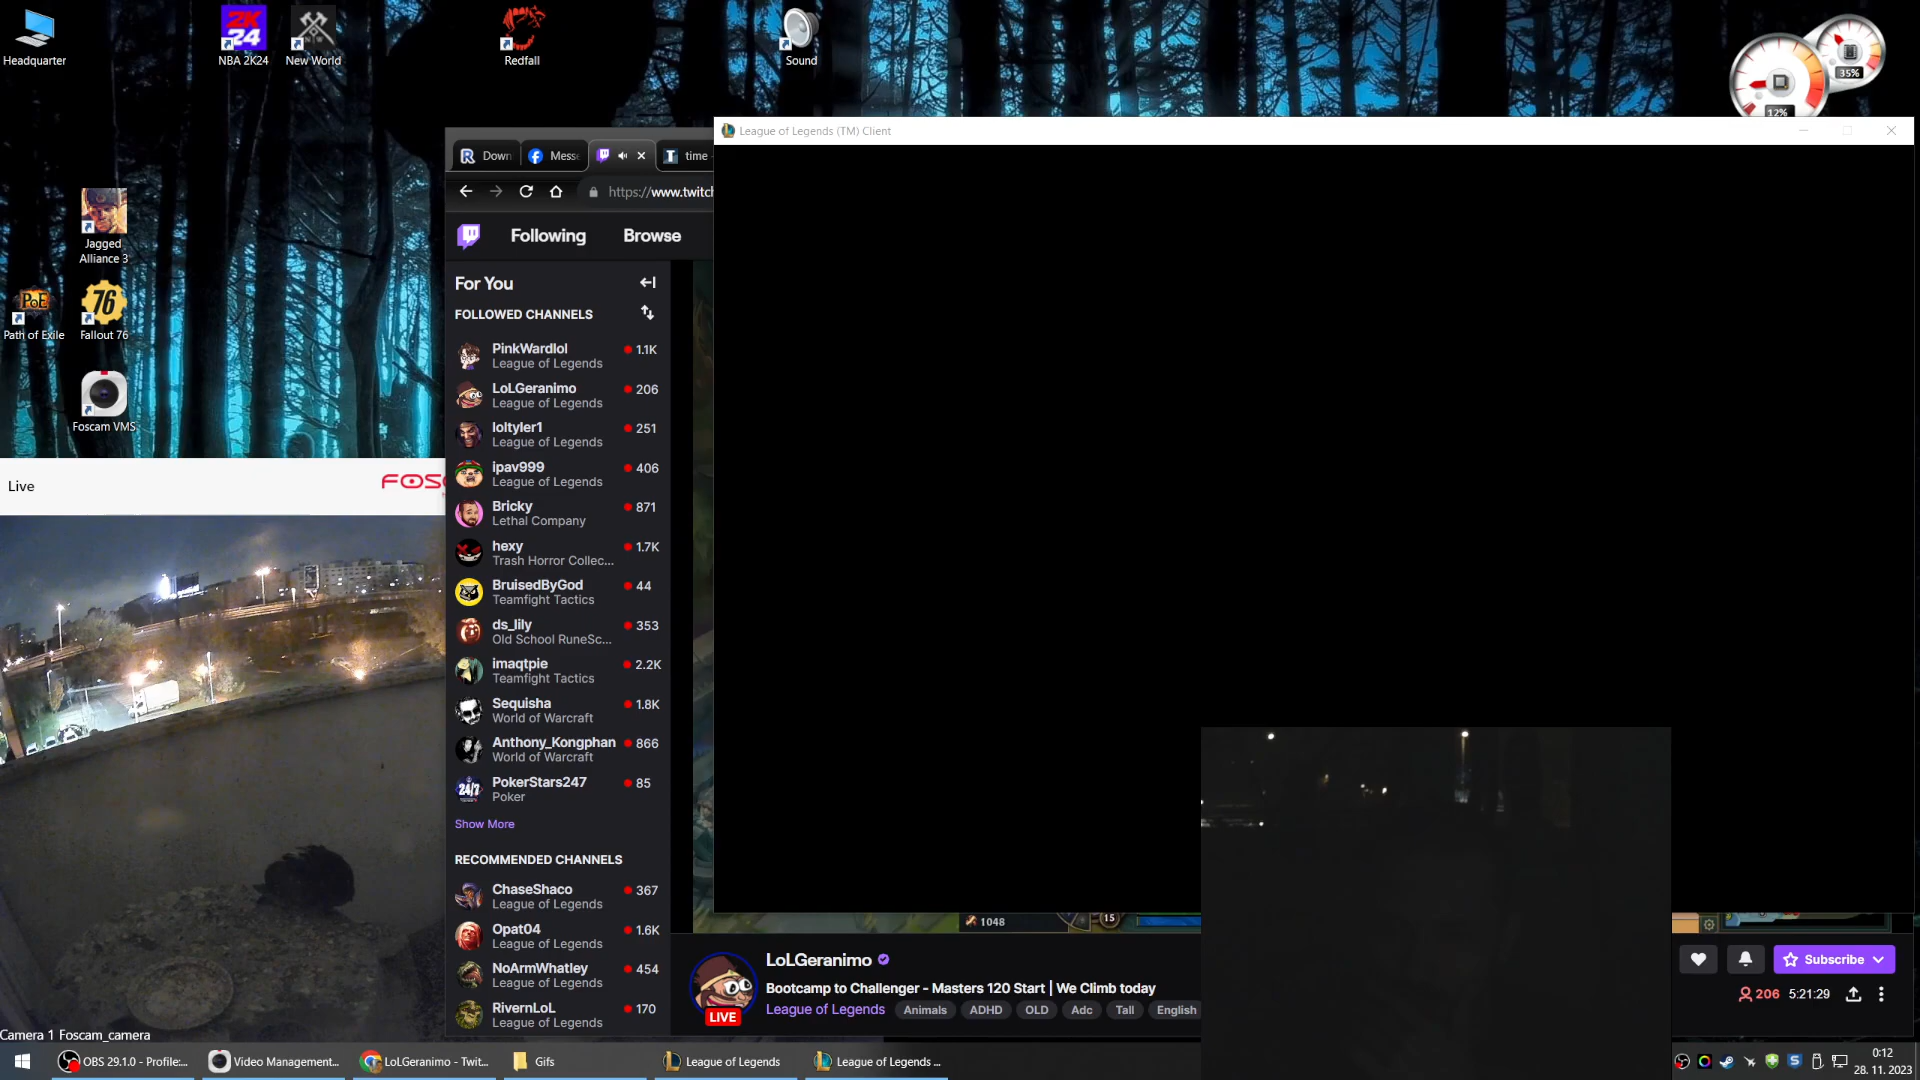 Headquarter
NBA 2K24
New World
Redfall
Sound
35%
12%
Jagged
Alliance 3
Path of Exile
Fallout 76
Foscam VMS
League of Legends (TM) Client
Down
Messe
time
https://www.twitch
Following
Browse
For You
FOLLOWED CHANNELS
PinkWardlol
1.1K
League of Legends
LoLGeranimo
206
League of Legends
loltyler1
251
League of Legends
ipav999
406
League of Legends
Bricky
871
Lethal Company
hexy
1.7K
Trash Horror Collec...
BruisedByGod
44
Teamfight Tactics
ds_lily
353
Old School RuneSc...
imaqtpie
2.2K
Teamfight Tactics
Sequisha
1.8K
World of Warcraft
Anthony_Kongphan
866
World of Warcraft
PokerStars247
85
Poker
Show More
RECOMMENDED CHANNELS
ChaseShaco
367
League of Legends
Opat04
1.6K
League of Legends
NoArmWhatley
454
League of Legends
RivernLoL
170
League of Legends
Live
FOSC
Camera 1 Foscam_camera
1048
15
LoLGeranimo
Bootcamp to Challenger - Masters 120 Start | We Climb today
League of Legends
Animals
ADHD
OLD
Adc
Tall
English
LIVE
Subscribe
206
5:21:29
OBS 29.1.0 - Profile:...
Video Management...
LoLGeranimo - Twit...
Gifs
League of Legends
League of Legends ...
0:12
28. 11. 2023